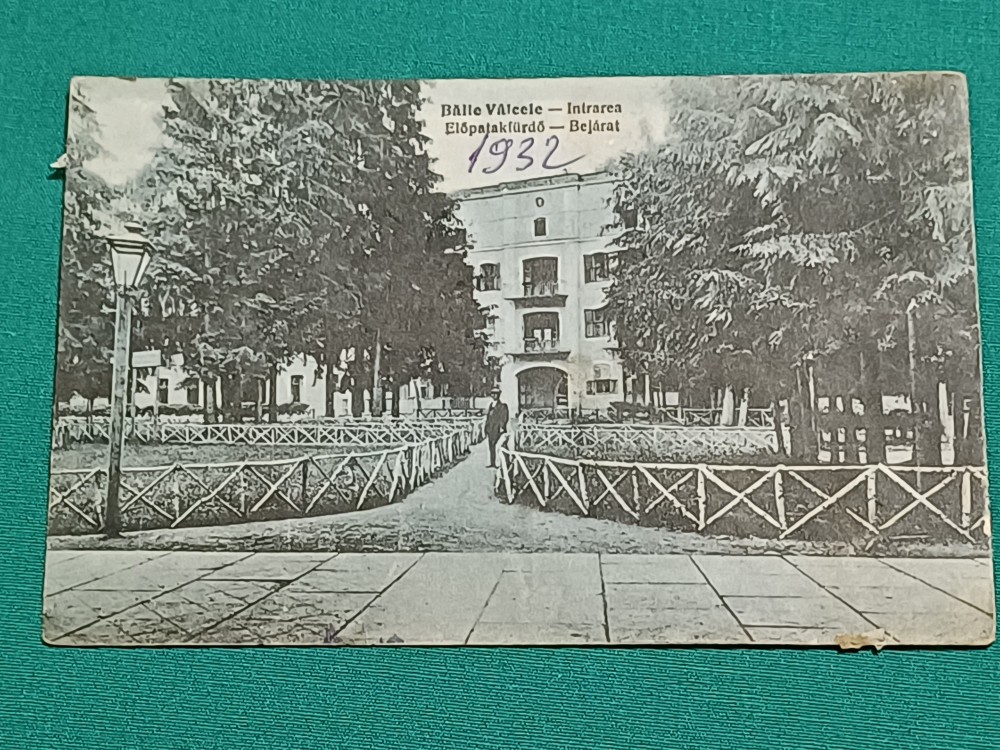 Băile Vâlcele — Intrarea
Előpatakfürdő — Bejárat
1932